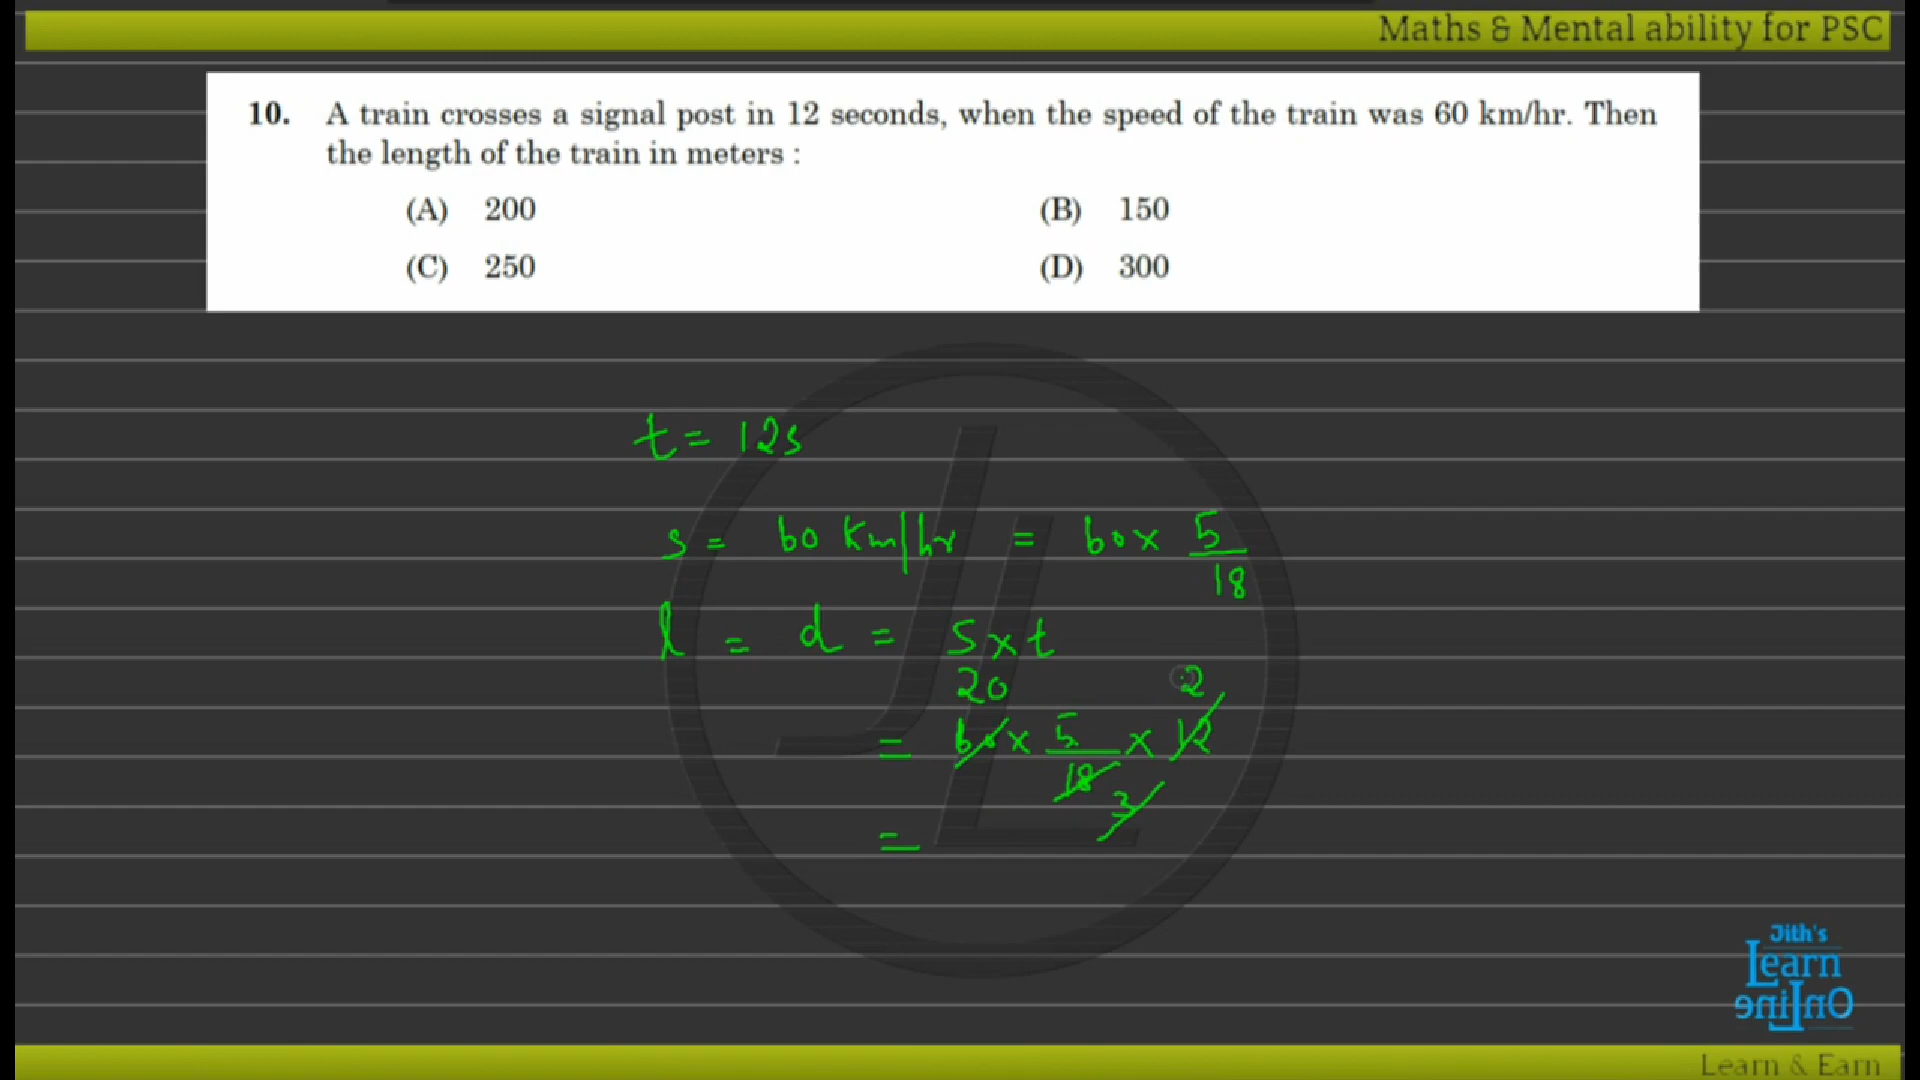 Maths & Mental ability for PSC
10. A train crosses a signal post in 12 seconds, when the speed of the train was 60 km/hr. Then
the length of the train in meters :
(A) 200 (B) 150
(C) 250 (D) 300
t = 12s
s = 60 Km/hr = 60 x 5/18
l = d = s x t
20 2
= 60 x 5/18 x 12
3
=
Jith's
Learn
OnLine
Learn & Earn